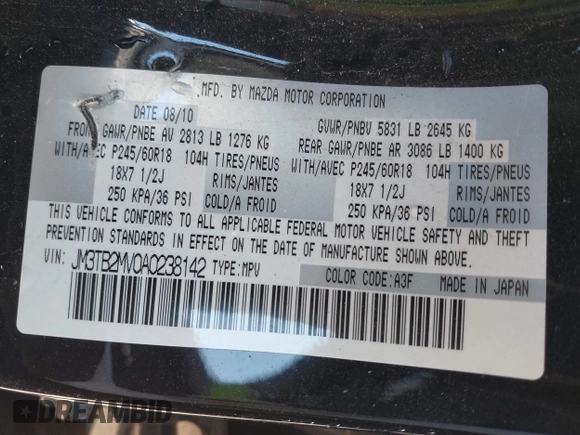 MFD. BY MAZDA MOTOR CORPORATION
DATE 08/10 GVWR/PNBV 5831 LB 2645 KG
FRONT GAWR/PNBE AV 2813 LB 1276 KG REAR GAWR/PNBE AR 3086 LB 1400 KG
WITH/AVEC P245/60R18 104H TIRES/PNEUS WITH/AVEC P245/60R18 104H TIRES/PNEUS
18X7 1/2J RIMS/JANTES 18X7 1/2J RIMS/JANTES
250 KPA/36 PSI COLD/A FROID 250 KPA/36 PSI COLD/A FROID
THIS VEHICLE CONFORMS TO ALL APPLICABLE FEDERAL MOTOR VEHICLE SAFETY AND THEFT
PREVENTION STANDARDS IN EFFECT ON THE DATE OF MANUFACTURE SHOWN ABOVE.
VIN: JM3TB2MV0A0238142 TYPE:MPV COLOR CODE:A3F MADE IN JAPAN
DREAMBID